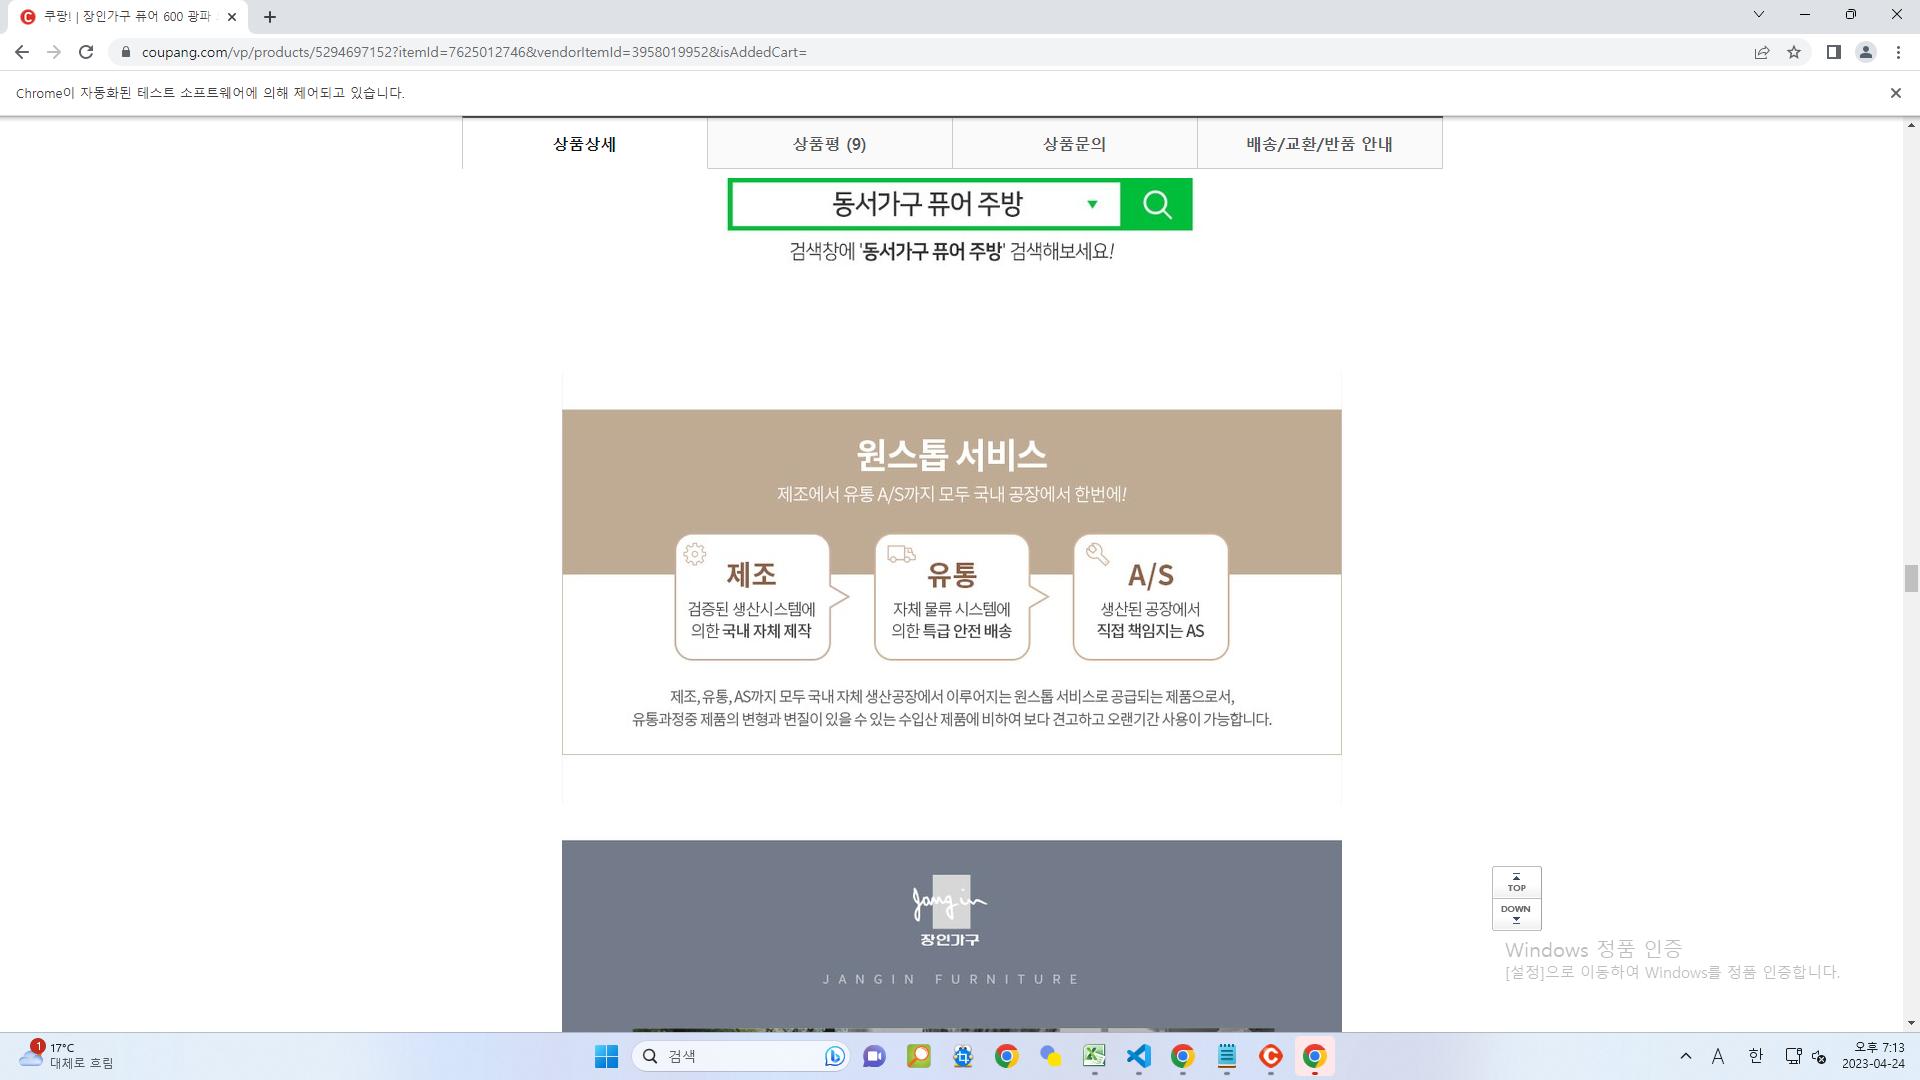 쿠팡! | 장인가구 퓨어 600 광파
coupang.com/vp/products/5294697152?itemId=7625012746&vendorItemId=3958019952&isAddedCart=
Chrome이 자동화된 테스트 소프트웨어에 의해 제어되고 있습니다.
상품상세
상품평 (9)
상품문의
배송/교환/반품 안내
동서가구 퓨어 주방
검색창에 '동서가구 퓨어 주방' 검색해보세요!
원스톱 서비스
제조에서 유통 A/S까지 모두 국내 공장에서 한번에!
제조
검증된 생산시스템에
의한 국내 자체 제작
유통
자체 물류 시스템에
의한 특급 안전 배송
A/S
생산된 공장에서
직접 책임지는 AS
제조, 유통, AS까지 모두 국내 자체 생산공장에서 이루어지는 원스톱 서비스로 공급되는 제품으로서,
유통과정중 제품의 변형과 변질이 있을 수 있는 수입산 제품에 비하여 보다 견고하고 오랜기간 사용이 가능합니다.
Jangin
장인가구
JANGIN FURNITURE
TOP
DOWN
Windows 정품 인증
[설정]으로 이동하여 Windows를 정품 인증합니다.
1
17°C
대체로 흐림
검색
A
한
오후 7:13
2023-04-24